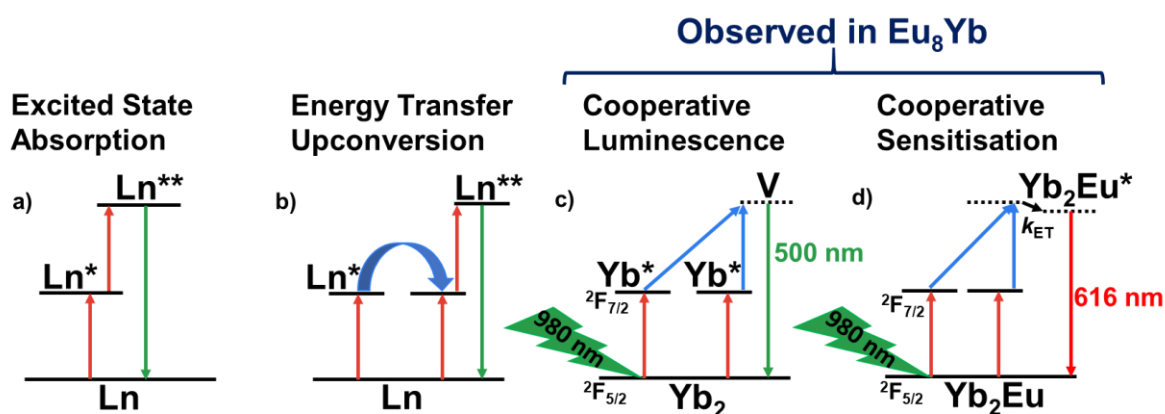 Observed in Eu₈Yb
Excited State
Absorption
Energy Transfer
Upconversion
Cooperative
Luminescence
Cooperative
Sensitisation
a)
Ln**
Ln*
Ln
b)
Ln**
Ln*
Ln
c)
V
Yb*
Yb*
500 nm
²F₇/₂
980 nm
²F₅/₂
Yb₂
d)
Yb₂Eu*
kET
616 nm
²F₇/₂
980 nm
²F₅/₂
Yb₂Eu